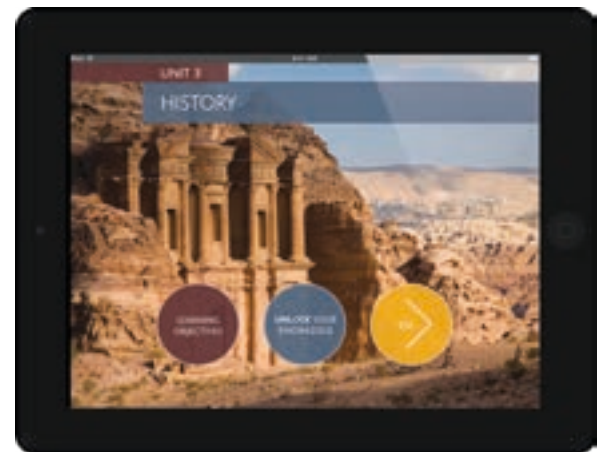 UNIT 3
HISTORY
LEARNING
OBJECTIVES
UNLOCK YOUR
KNOWLEDGE